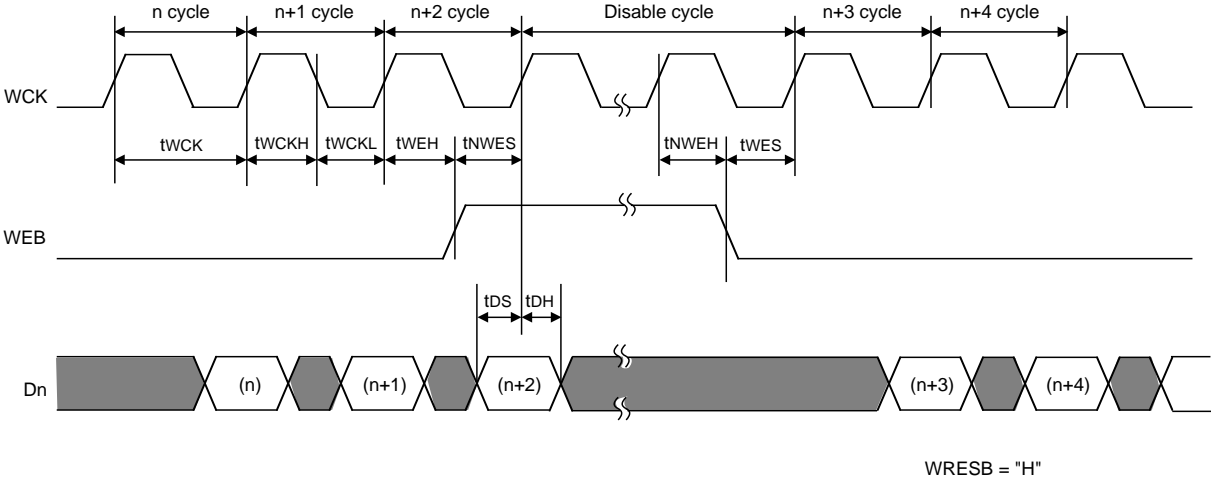 n cycle n+1 cycle n+2 cycle Disable cycle n+3 cycle n+4 cycle
WCK
tWCK tWCKH tWCKL tWEH tNWES tNWEH tWES
WEB
tDS tDH
Dn (n) (n+1) (n+2) (n+3) (n+4)
WRESB = "H"